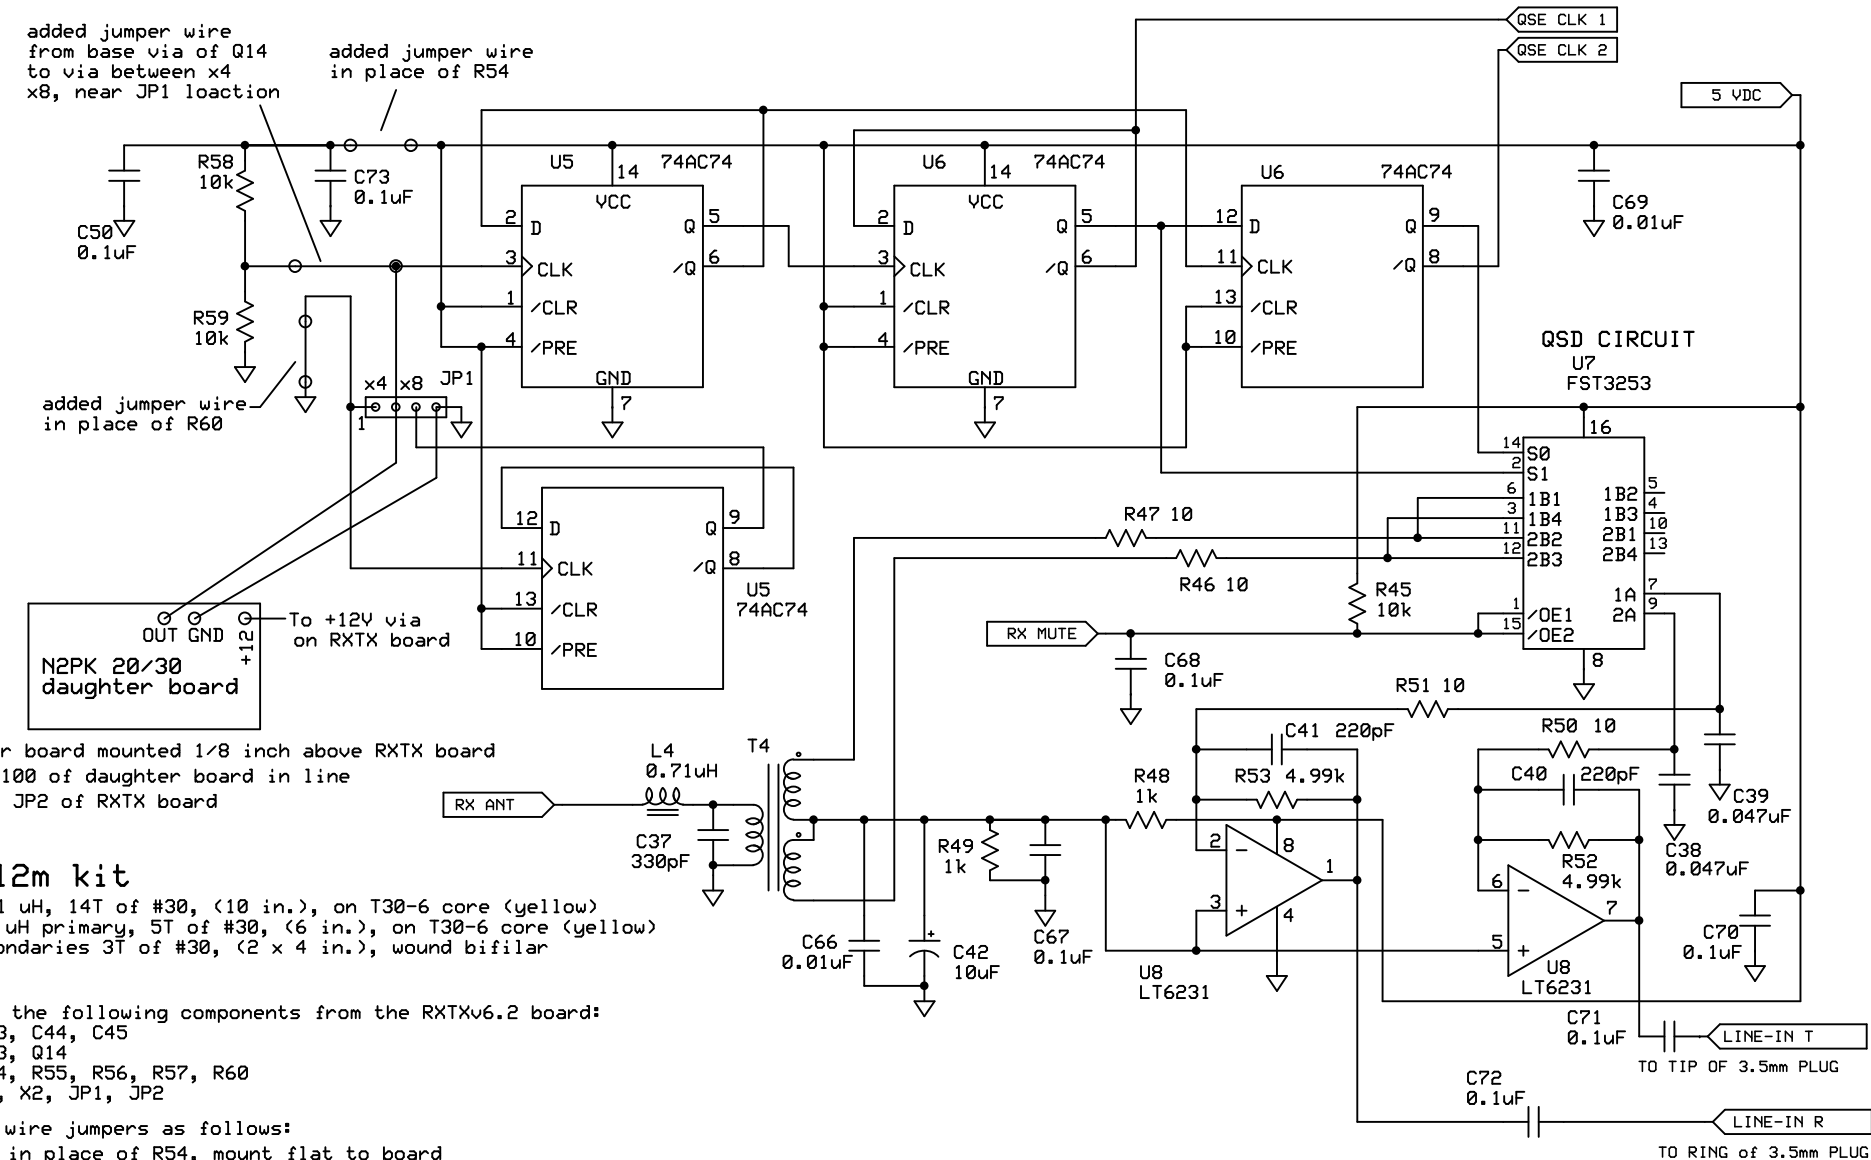 added jumper wire
from base via of Q14
to via between x4
x8, near JP1 loaction
added jumper wire
in place of R54
QSE CLK 1
QSE CLK 2
5 VDC
R58
10k
C73
0.1uF
C50
0.1uF
U5
74AC74
14
VCC
2
D
Q
5
3
CLK
/Q
6
1
/CLR
4
/PRE
GND
7
U6
74AC74
14
VCC
2
D
Q
5
3
CLK
/Q
6
1
/CLR
4
/PRE
GND
7
U6
74AC74
12
D
Q
9
11
CLK
/Q
8
13
/CLR
10
/PRE
C69
0.01uF
R59
10k
added jumper wire
in place of R60
x4
x8
JP1
1
12
D
Q
9
11
CLK
/Q
8
13
/CLR
10
/PRE
U5
74AC74
QSD CIRCUIT
U7
FST3253
16
14
S0
2
S1
6
1B1
3
1B4
11
2B2
12
2B3
1B2
5
1B3
4
2B1
10
2B4
13
1A
7
2A
9
1
/OE1
15
/OE2
8
R47 10
R46 10
R45
10k
RX MUTE
C68
0.1uF
OUT GND
+12
To +12V via
on RXTX board
N2PK 20/30
daughter board
r board mounted 1/8 inch above RXTX board
100 of daughter board in line
JP2 of RXTX board
RX ANT
L4
0.71uH
C37
330pF
T4
R51 10
C41 220pF
R53 4.99k
R48
1k
R49
1k
C66
0.01uF
C42
+
10uF
C67
0.1uF
2
-
8
1
3
+
4
U8
LT6231
R50 10
C40
220pF
R52
4.99k
C39
0.047uF
C38
0.047uF
6
-
7
5
+
U8
LT6231
C70
0.1uF
C71
0.1uF
LINE-IN T
TO TIP OF 3.5mm PLUG
C72
0.1uF
LINE-IN R
TO RING of 3.5mm PLUG
12m kit
1 uH, 14T of #30, (10 in.), on T30-6 core (yellow)
uH primary, 5T of #30, (6 in.), on T30-6 core (yellow)
ondaries 3T of #30, (2 x 4 in.), wound bifilar
the following components from the RXTXv6.2 board:
3, C44, C45
3, Q14
4, R55, R56, R57, R60
, X2, JP1, JP2
wire jumpers as follows:
in place of R54, mount flat to board